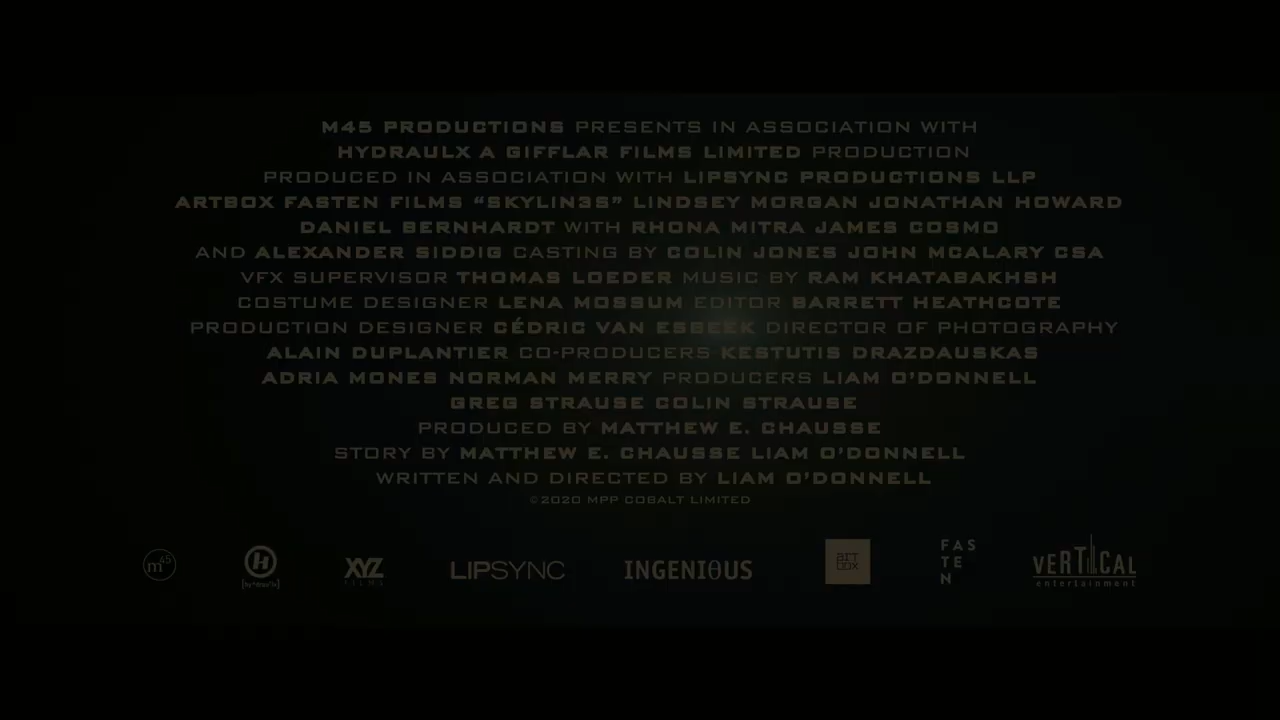 M45 PRODUCTIONS PRESENTS IN ASSOCIATION WITH
HYDRAULX A GIFFLAR FILMS LIMITED PRODUCTION
PRODUCED IN ASSOCIATION WITH LIPSYNC PRODUCTIONS LLP
ARTBOX FASTEN FILMS “SKYLIN3S” LINDSEY MORGAN JONATHAN HOWARD
DANIEL BERNHARDT WITH RHONA MITRA JAMES COSMO
AND ALEXANDER SIDDIG CASTING BY COLIN JONES JOHN MCALARY CSA
VFX SUPERVISOR THOMAS LOEDER MUSIC BY RAM KHATABAKHSH
COSTUME DESIGNER LENA MOSSUM EDITOR BARRETT HEATHCOTE
PRODUCTION DESIGNER CÉDRIC VAN ESBEEK DIRECTOR OF PHOTOGRAPHY
ALAIN DUPLANTIER CO-PRODUCERS KESTUTIS DRAZDAUSKAS
ADRIA MONES NORMAN MERRY PRODUCERS LIAM O’DONNELL
GREG STRAUSE COLIN STRAUSE
PRODUCED BY MATTHEW E. CHAUSSE
STORY BY MATTHEW E. CHAUSSE LIAM O’DONNELL
WRITTEN AND DIRECTED BY LIAM O’DONNELL
©2020 MPP COBALT LIMITED
m45
H
XYZ
FILMS
LIPSYNC
INGENIθUS
art
box
FAS
TE
N
VERTICAL
entertainment